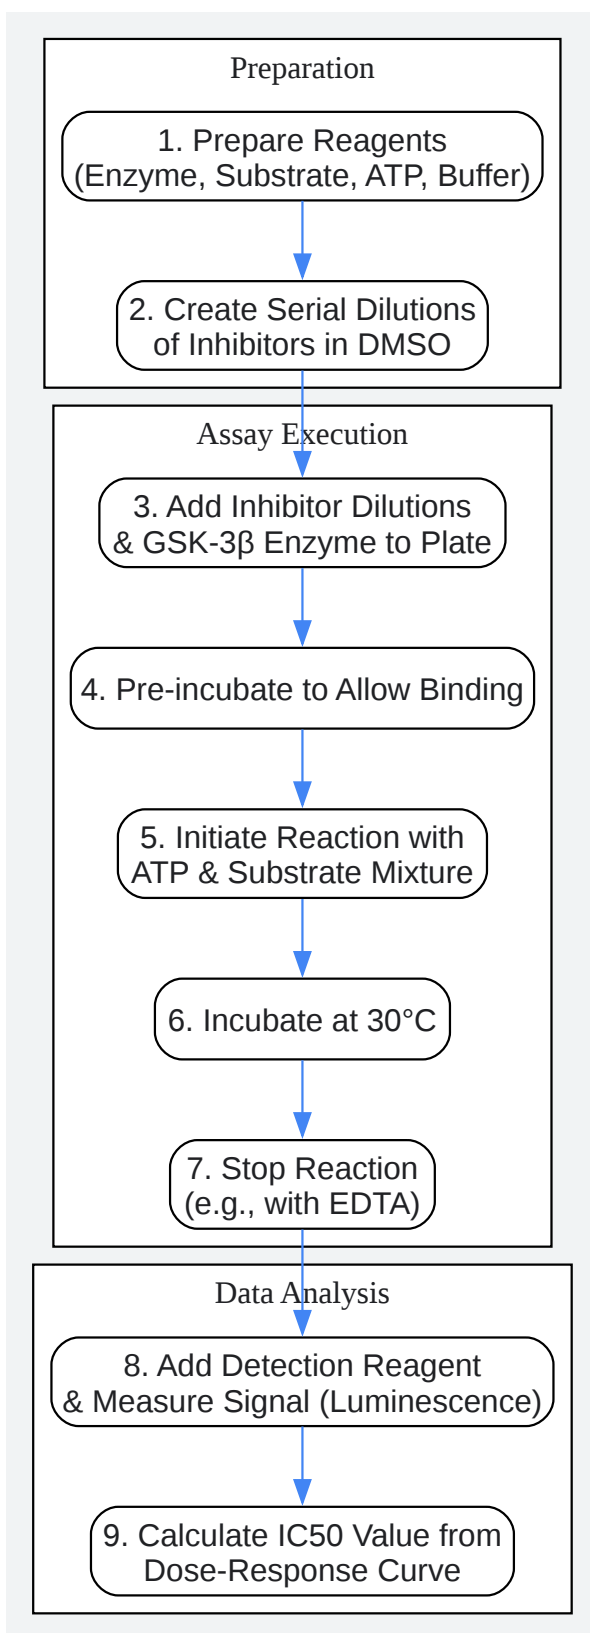 Preparation
1. Prepare Reagents
(Enzyme, Substrate, ATP, Buffer)
2. Create Serial Dilutions
of Inhibitors in DMSO
Assay Execution
3. Add Inhibitor Dilutions
& GSK-3β Enzyme to Plate
4. Pre-incubate to Allow Binding
5. Initiate Reaction with
ATP & Substrate Mixture
6. Incubate at 30°C
7. Stop Reaction
(e.g., with EDTA)
Data Analysis
8. Add Detection Reagent
& Measure Signal (Luminescence)
9. Calculate IC50 Value from
Dose-Response Curve